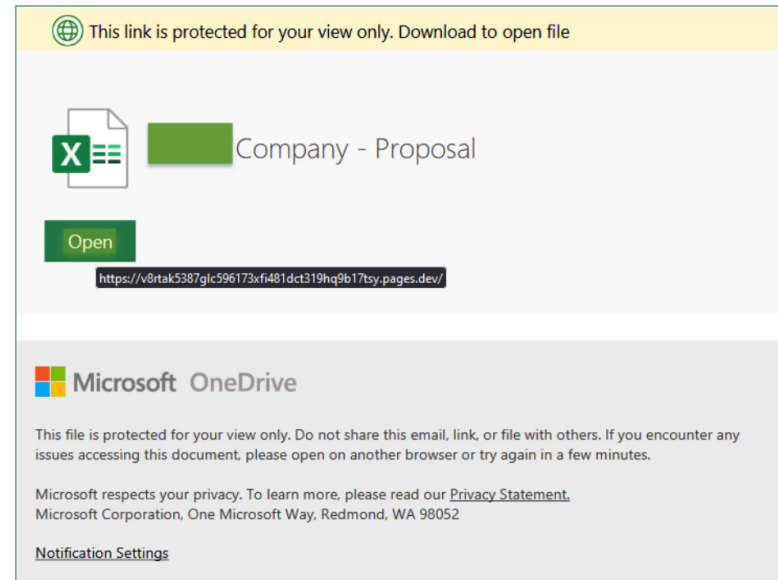 This link is protected for your view only. Download to open file
Company - Proposal
Open
https://v8rtak5387glc596173xfi481dct319hq9b17tsy.pages.dev/
Microsoft OneDrive
This file is protected for your view only. Do not share this email, link, or file with others. If you encounter any
issues accessing this document, please open on another browser or try again in a few minutes.
Microsoft respects your privacy. To learn more, please read our Privacy Statement.
Microsoft Corporation, One Microsoft Way, Redmond, WA 98052
Notification Settings